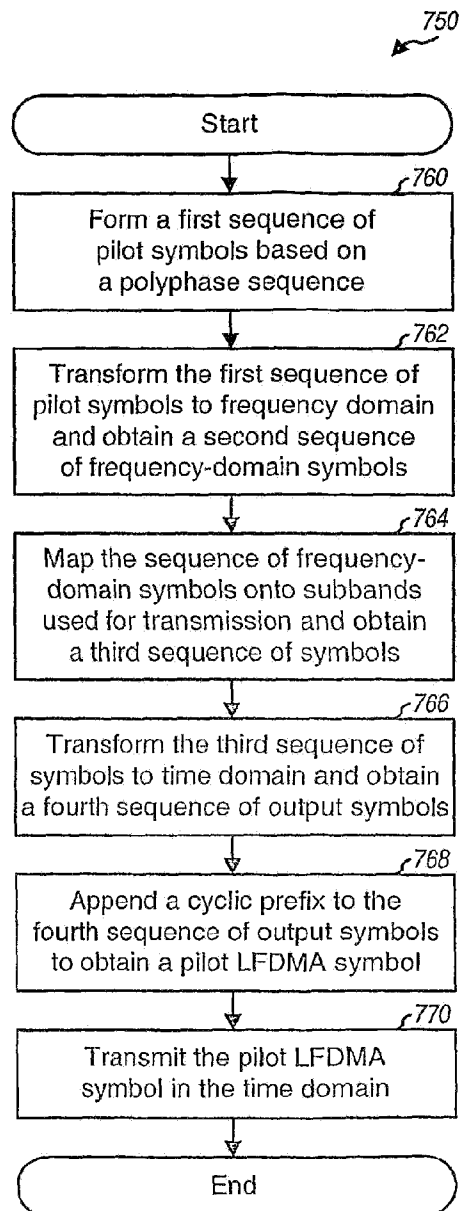 750
Start
760
Form a first sequence of
pilot symbols based on
a polyphase sequence
762
Transform the first sequence of
pilot symbols to frequency domain
and obtain a second sequence
of frequency-domain symbols
764
Map the sequence of frequency-
domain symbols onto subbands
used for transmission and obtain
a third sequence of symbols
766
Transform the third sequence of
symbols to time domain and obtain
a fourth sequence of output symbols
768
Append a cyclic prefix to the
fourth sequence of output symbols
to obtain a pilot LFDMA symbol
770
Transmit the pilot LFDMA
symbol in the time domain
End